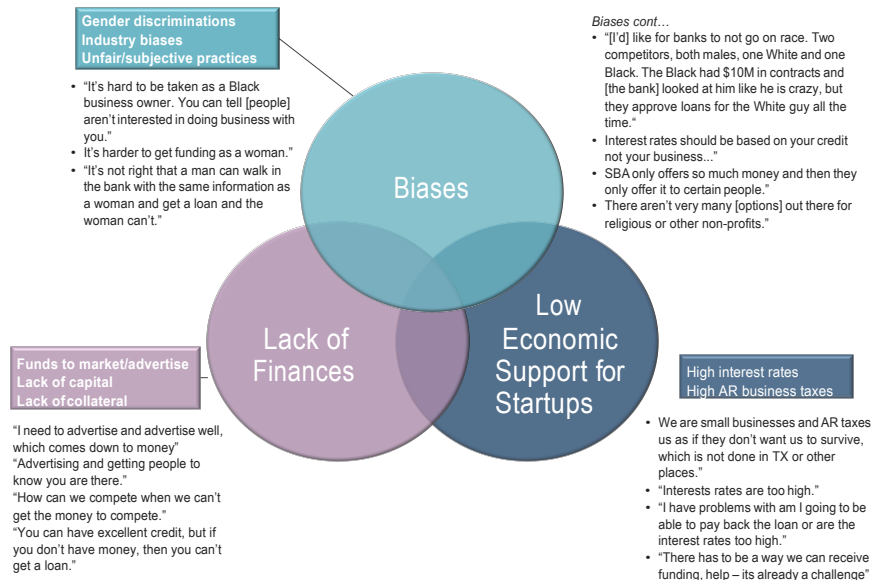 Gender discriminations
Industry biases
Unfair/subjective practices
• “It’s hard to be taken as a Black
business owner. You can tell [people]
aren’t interested in doing business with
you.”
• It’s harder to get funding as a woman.”
• “It’s not right that a man can walk in
the bank with the same information as
a woman and get a loan and the
woman can’t.”
Biases cont…
• “[I’d] like for banks to not go on race. Two
competitors, both males, one White and one
Black. The Black had $10M in contracts and
[the bank] looked at him like he is crazy, but
they approve loans for the White guy all the
time.“
• Interest rates should be based on your credit
not your business...”
• SBA only offers so much money and then they
only offer it to certain people.”
• There aren’t very many [options] out there for
religious or other non-profits.”
Biases
Lack of
Finances
Low
Economic
Support for
Startups
Funds to market/advertise
Lack of capital
Lack of collateral
“I need to advertise and advertise well,
which comes down to money”
“Advertising and getting people to
know you are there.”
“How can we compete when we can’t
get the money to compete.”
“You can have excellent credit, but if
you don’t have money, then you can’t
get a loan.”
High interest rates
High AR business taxes
• We are small businesses and AR taxes
us as if they don’t want us to survive,
which is not done in TX or other
places.”
• “Interests rates are too high.”
• “I have problems with am I going to be
able to pay back the loan or are the
interest rates too high.”
• “There has to be a way we can receive
funding, help – its already a challenge”